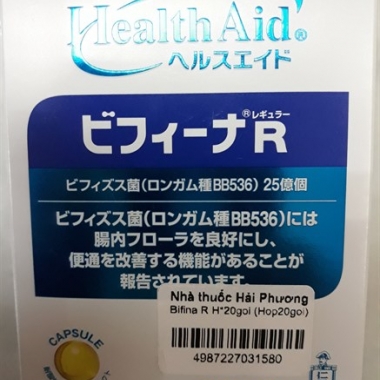 Health Aid®
ヘルスエイド
レギュラー
ビフィーナ®R
ビフィズス菌(ロンガム種BB536) 25億個
ビフィズス菌(ロンガム種BB536)には
腸内フローラを良好にし、
便通を改善する機能があることが
報告されています。
Nhà thuốc Hải Phương
Bifina R H*20goi (Hop20goi)
4987227031580
CAPSULE